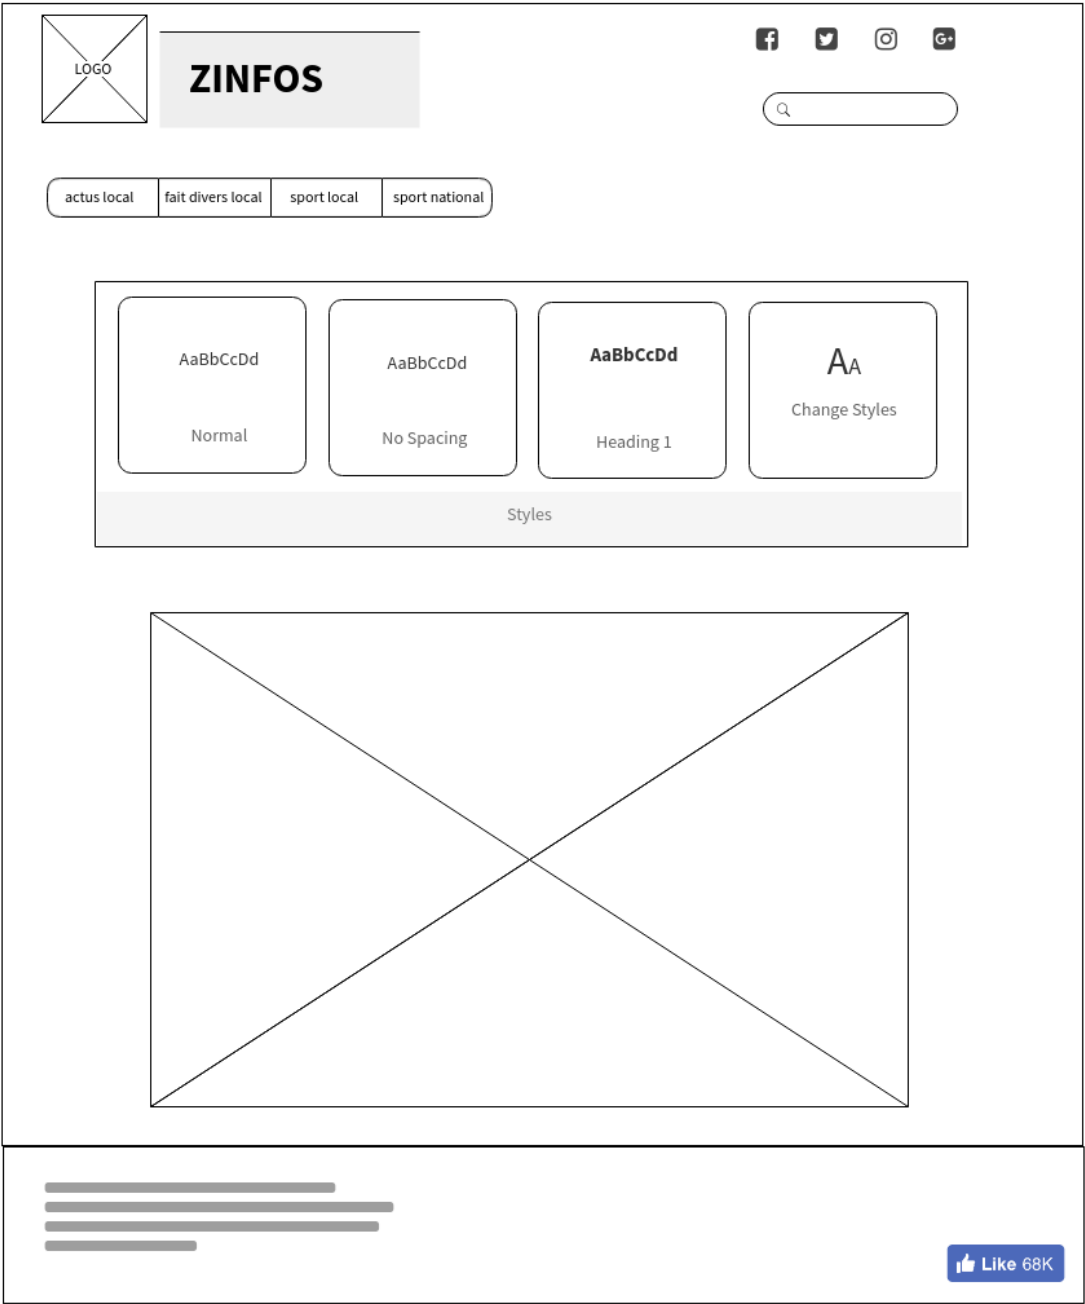 LOGO
ZINFOS
G+
actus local
fait divers local
sport local
sport national
AaBbCcDd
Normal
AaBbCcDd
No Spacing
AaBbCcDd
Heading 1
AA
Change Styles
Styles
Like 68K